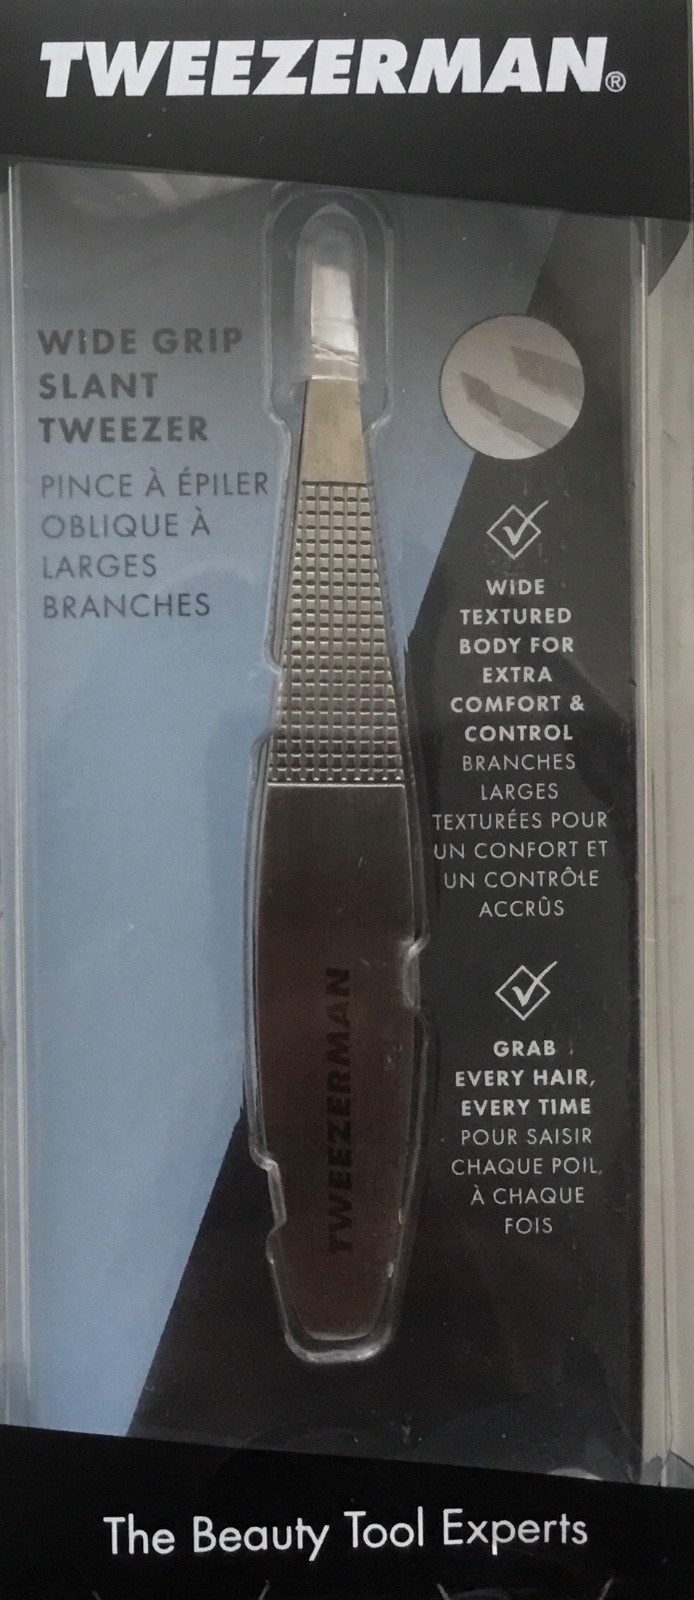 TWEEZERMAN®
WIDE GRIP
SLANT
TWEEZER
PINCE À ÉPILER
OBLIQUE À
LARGES
BRANCHES
WIDE
TEXTURED
BODY FOR
EXTRA
COMFORT &
CONTROL
BRANCHES
LARGES
TEXTURÉES POUR
UN CONFORT ET
UN CONTRÔLE
ACCRÛS
GRAB
EVERY HAIR,
EVERY TIME
POUR SAISIR
CHAQUE POIL,
À CHAQUE
FOIS
TWEEZERMAN
The Beauty Tool Experts